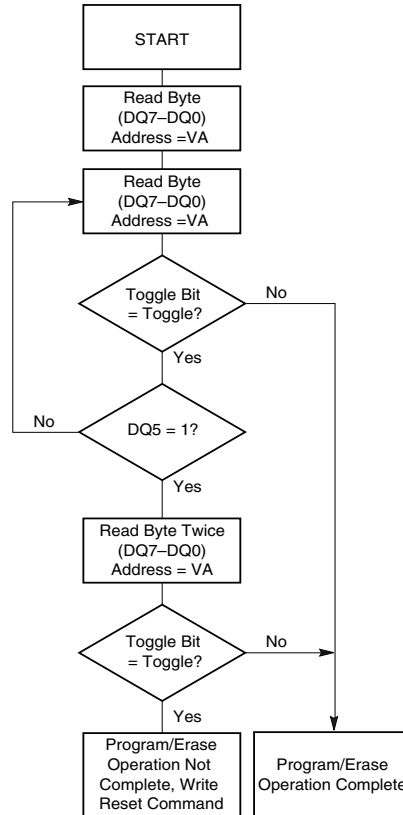 START
Read Byte
(DQ7–DQ0)
Address =VA
Read Byte
(DQ7–DQ0)
Address =VA
Toggle Bit
= Toggle?
No
Yes
No
DQ5 = 1?
Yes
Read Byte Twice
(DQ7–DQ0)
Address = VA
Toggle Bit
= Toggle?
No
Yes
Program/Erase
Operation Not
Complete, Write
Reset Command
Program/Erase
Operation Complete